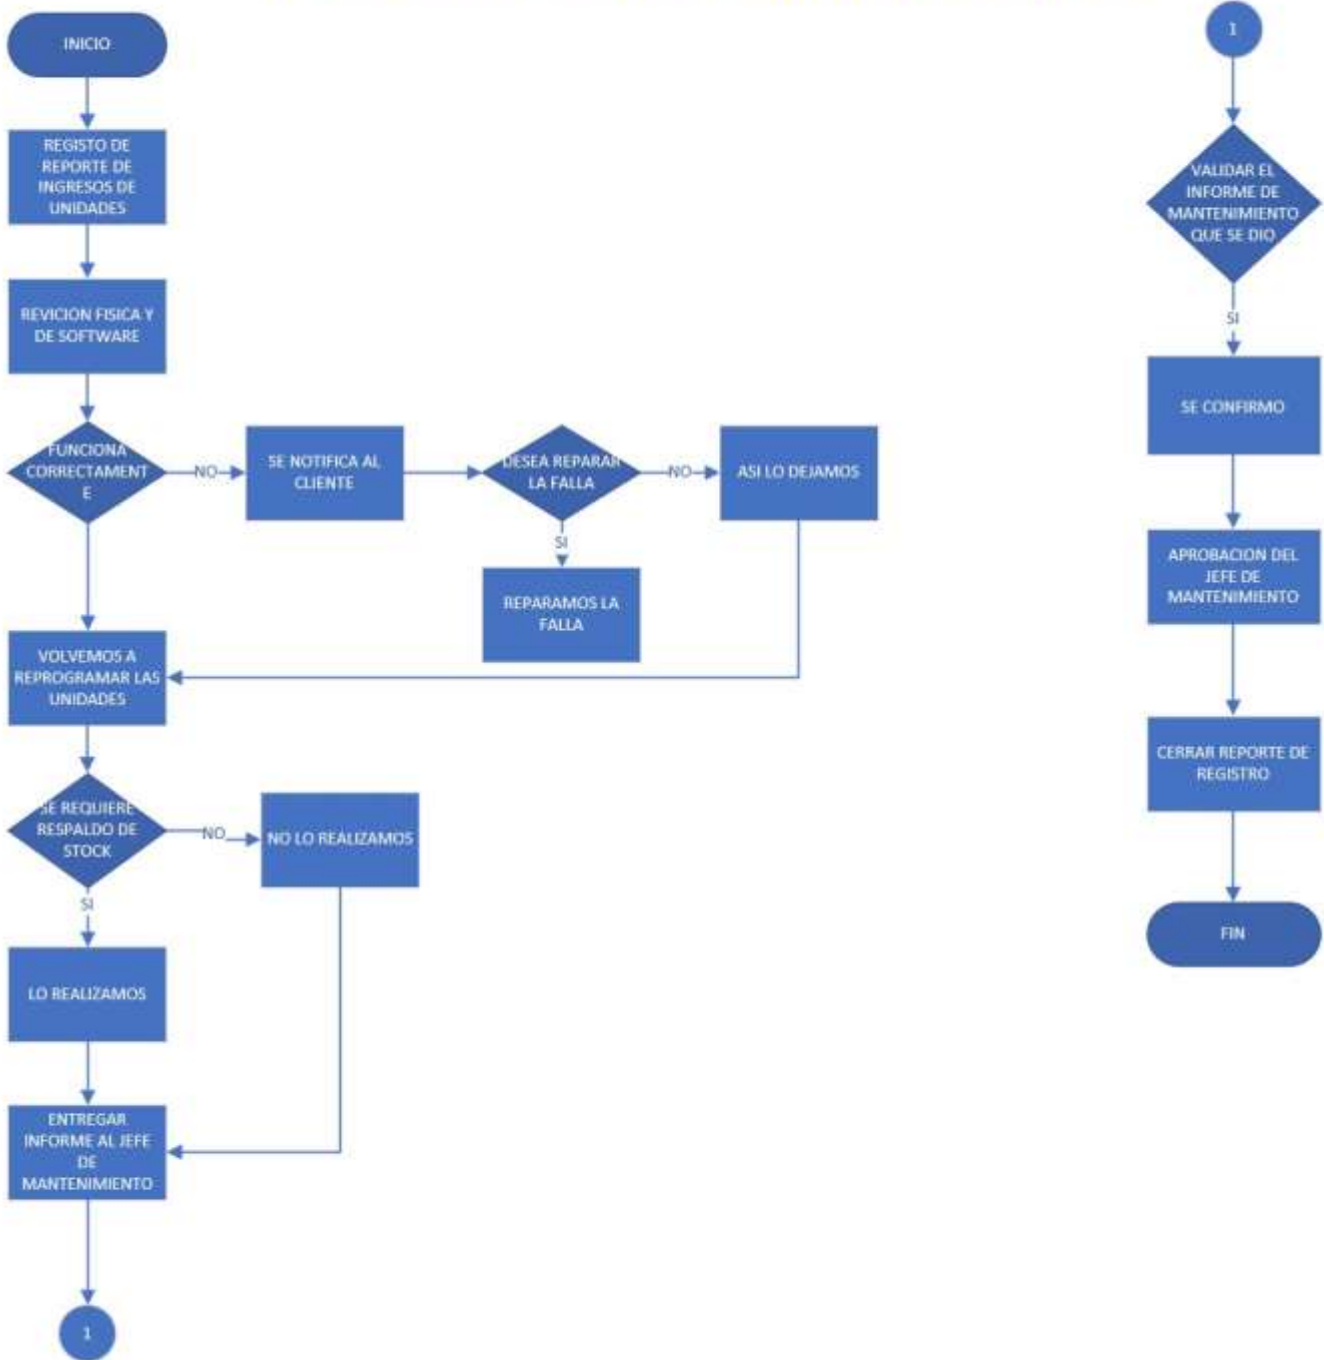 INICIO
REGISTO DE
REPORTE DE
INGRESOS DE
UNIDADES
REVICION FISICA Y
DE SOFTWARE
FUNCIONA
CORRECTAMENT
E
NO
SE NOTIFICA AL
CLIENTE
DESEA REPARAR
LA FALLA
NO
ASI LO DEJAMOS
SI
REPARAMOS LA
FALLA
VOLVEMOS A
REPROGRAMAR LAS
UNIDADES
SE REQUIERE
RESPALDO DE
STOCK
NO
NO LO REALIZAMOS
SI
LO REALIZAMOS
ENTREGAR
INFORME AL JEFE
DE
MANTENIMIENTO
1
1
VALIDAR EL
INFORME DE
MANTENIMIENTO
QUE SE DIO
SI
SE CONFIRMO
APROBACION DEL
JEFE DE
MANTENIMIENTO
CERRAR REPORTE DE
REGISTRO
FIN